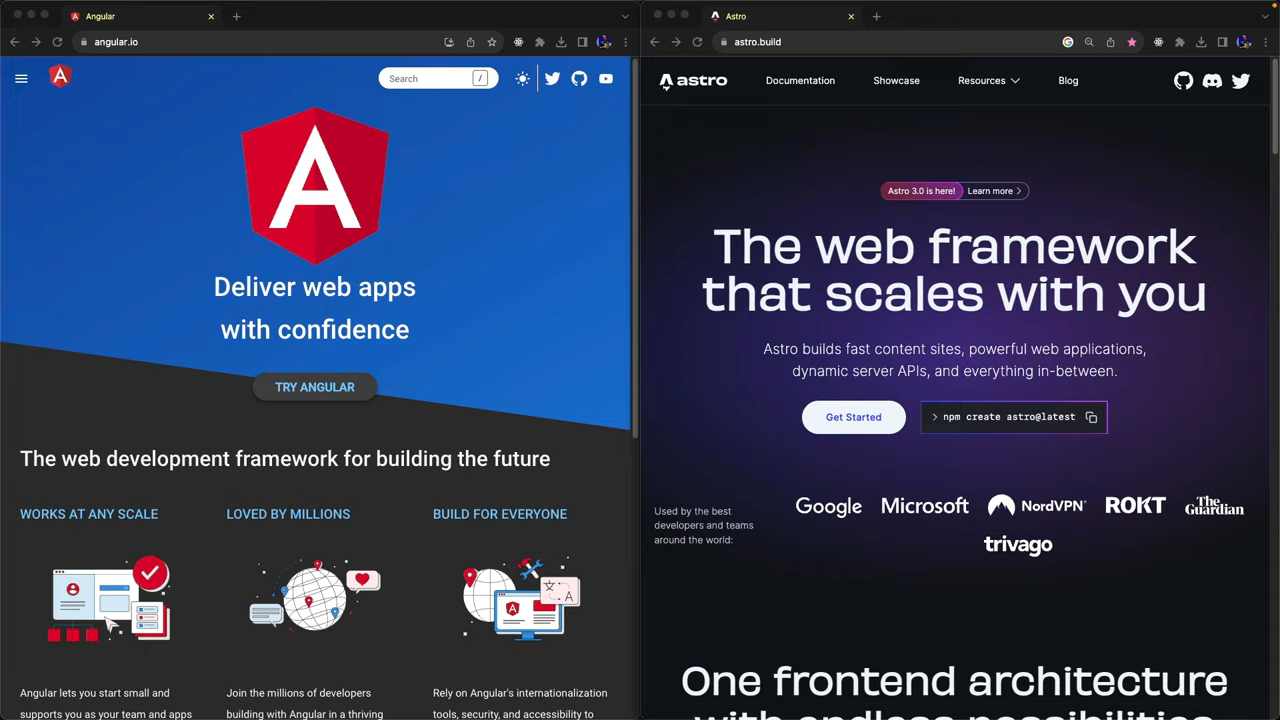 Angular
angular.io
Search /
Deliver web apps
with confidence
TRY ANGULAR
The web development framework for building the future
WORKS AT ANY SCALE
LOVED BY MILLIONS
BUILD FOR EVERYONE
Angular lets you start small and
supports you as your team and apps
Join the millions of developers
building with Angular in a thriving
Rely on Angular's internationalization
tools, security, and accessibility to
Astro
astro.build
astro
Documentation
Showcase
Resources
Blog
Astro 3.0 is here! Learn more >
The web framework
that scales with you
Astro builds fast content sites, powerful web applications,
dynamic server APIs, and everything in-between.
Get Started
> npm create astro@latest
Used by the best
developers and teams
around the world:
Google
Microsoft
NordVPN®
ROKT
The
Guardian
trivago
One frontend architecture
with endless possibilities